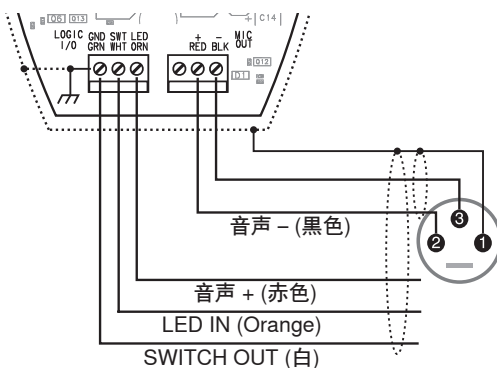 Q6 Q13
C14
LOGIC I/O
GND SWT LED
GRN WHT ORN
+ −
RED BLK
MIC OUT
Q12
D1
音声 – (黒色)
3
2
1
音声 + (赤色)
LED IN (Orange)
SWITCH OUT (白)